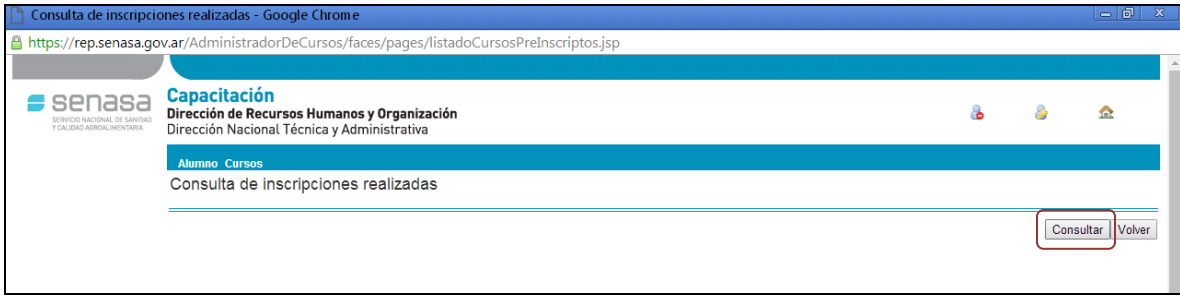 Consulta de inscripciones realizadas - Google Chrome
https://rep.senasa.gov.ar/AdministradorDeCursos/faces/pages/listadoCursosPreInscriptos.jsp
senasa
SERVICIO NACIONAL DE SANIDAD
Y CALIDAD AGROALIMENTARIA
Capacitación
Dirección de Recursos Humanos y Organización
Dirección Nacional Técnica y Administrativa
Alumno Cursos
Consulta de inscripciones realizadas
Consultar Volver